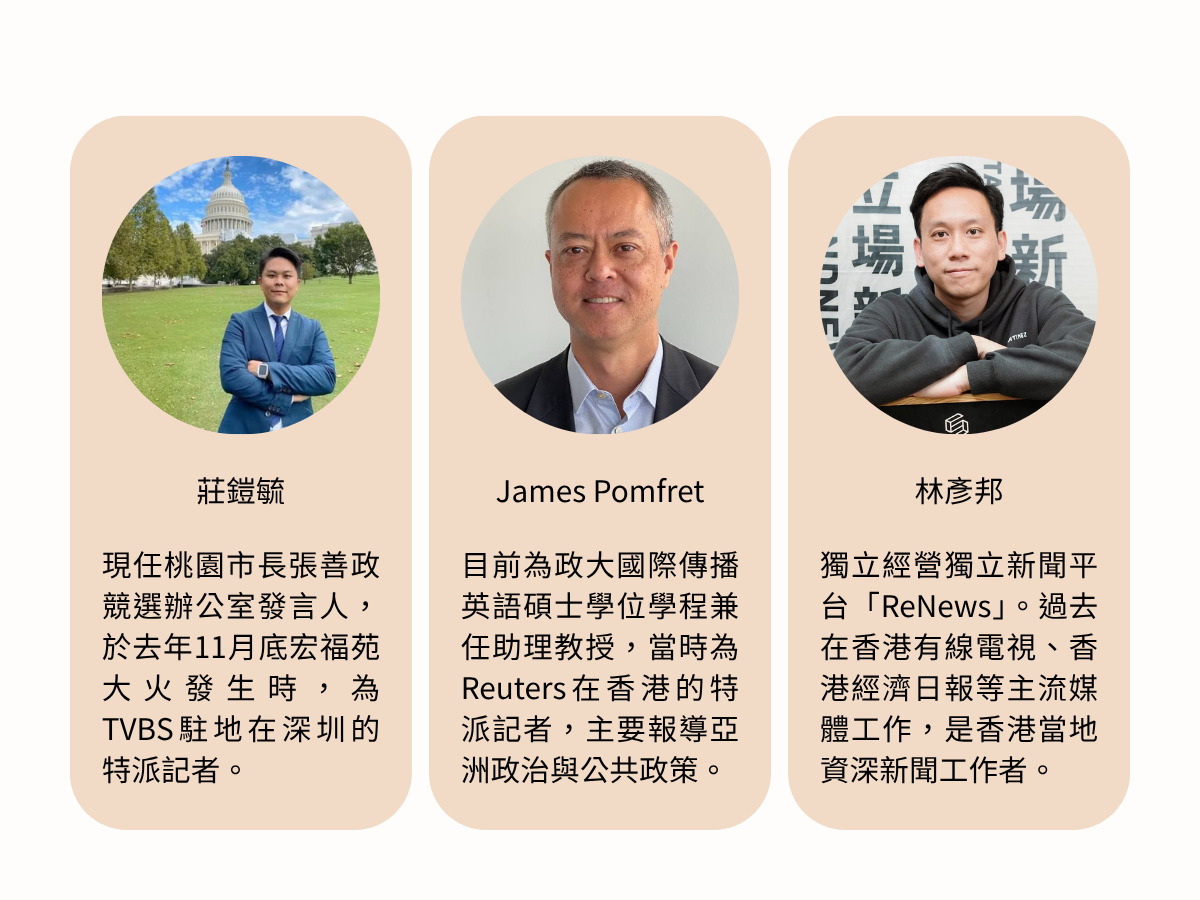 立場
場新
立
場
新
莊鎧毓
現任桃園市長張善政
競選辦公室發言人，
於去年11月底宏福苑
大火發生時，為
TVBS駐地在深圳的
特派記者。
James Pomfret
目前為政大國際傳播
英語碩士學位學程兼
任助理教授，當時為
Reuters在香港的特
派記者，主要報導亞
洲政治與公共政策。
林彥邦
獨立經營獨立新聞平
台「ReNews」。過去
在香港有線電視、香
港經濟日報等主流媒
體工作，是香港當地
資深新聞工作者。